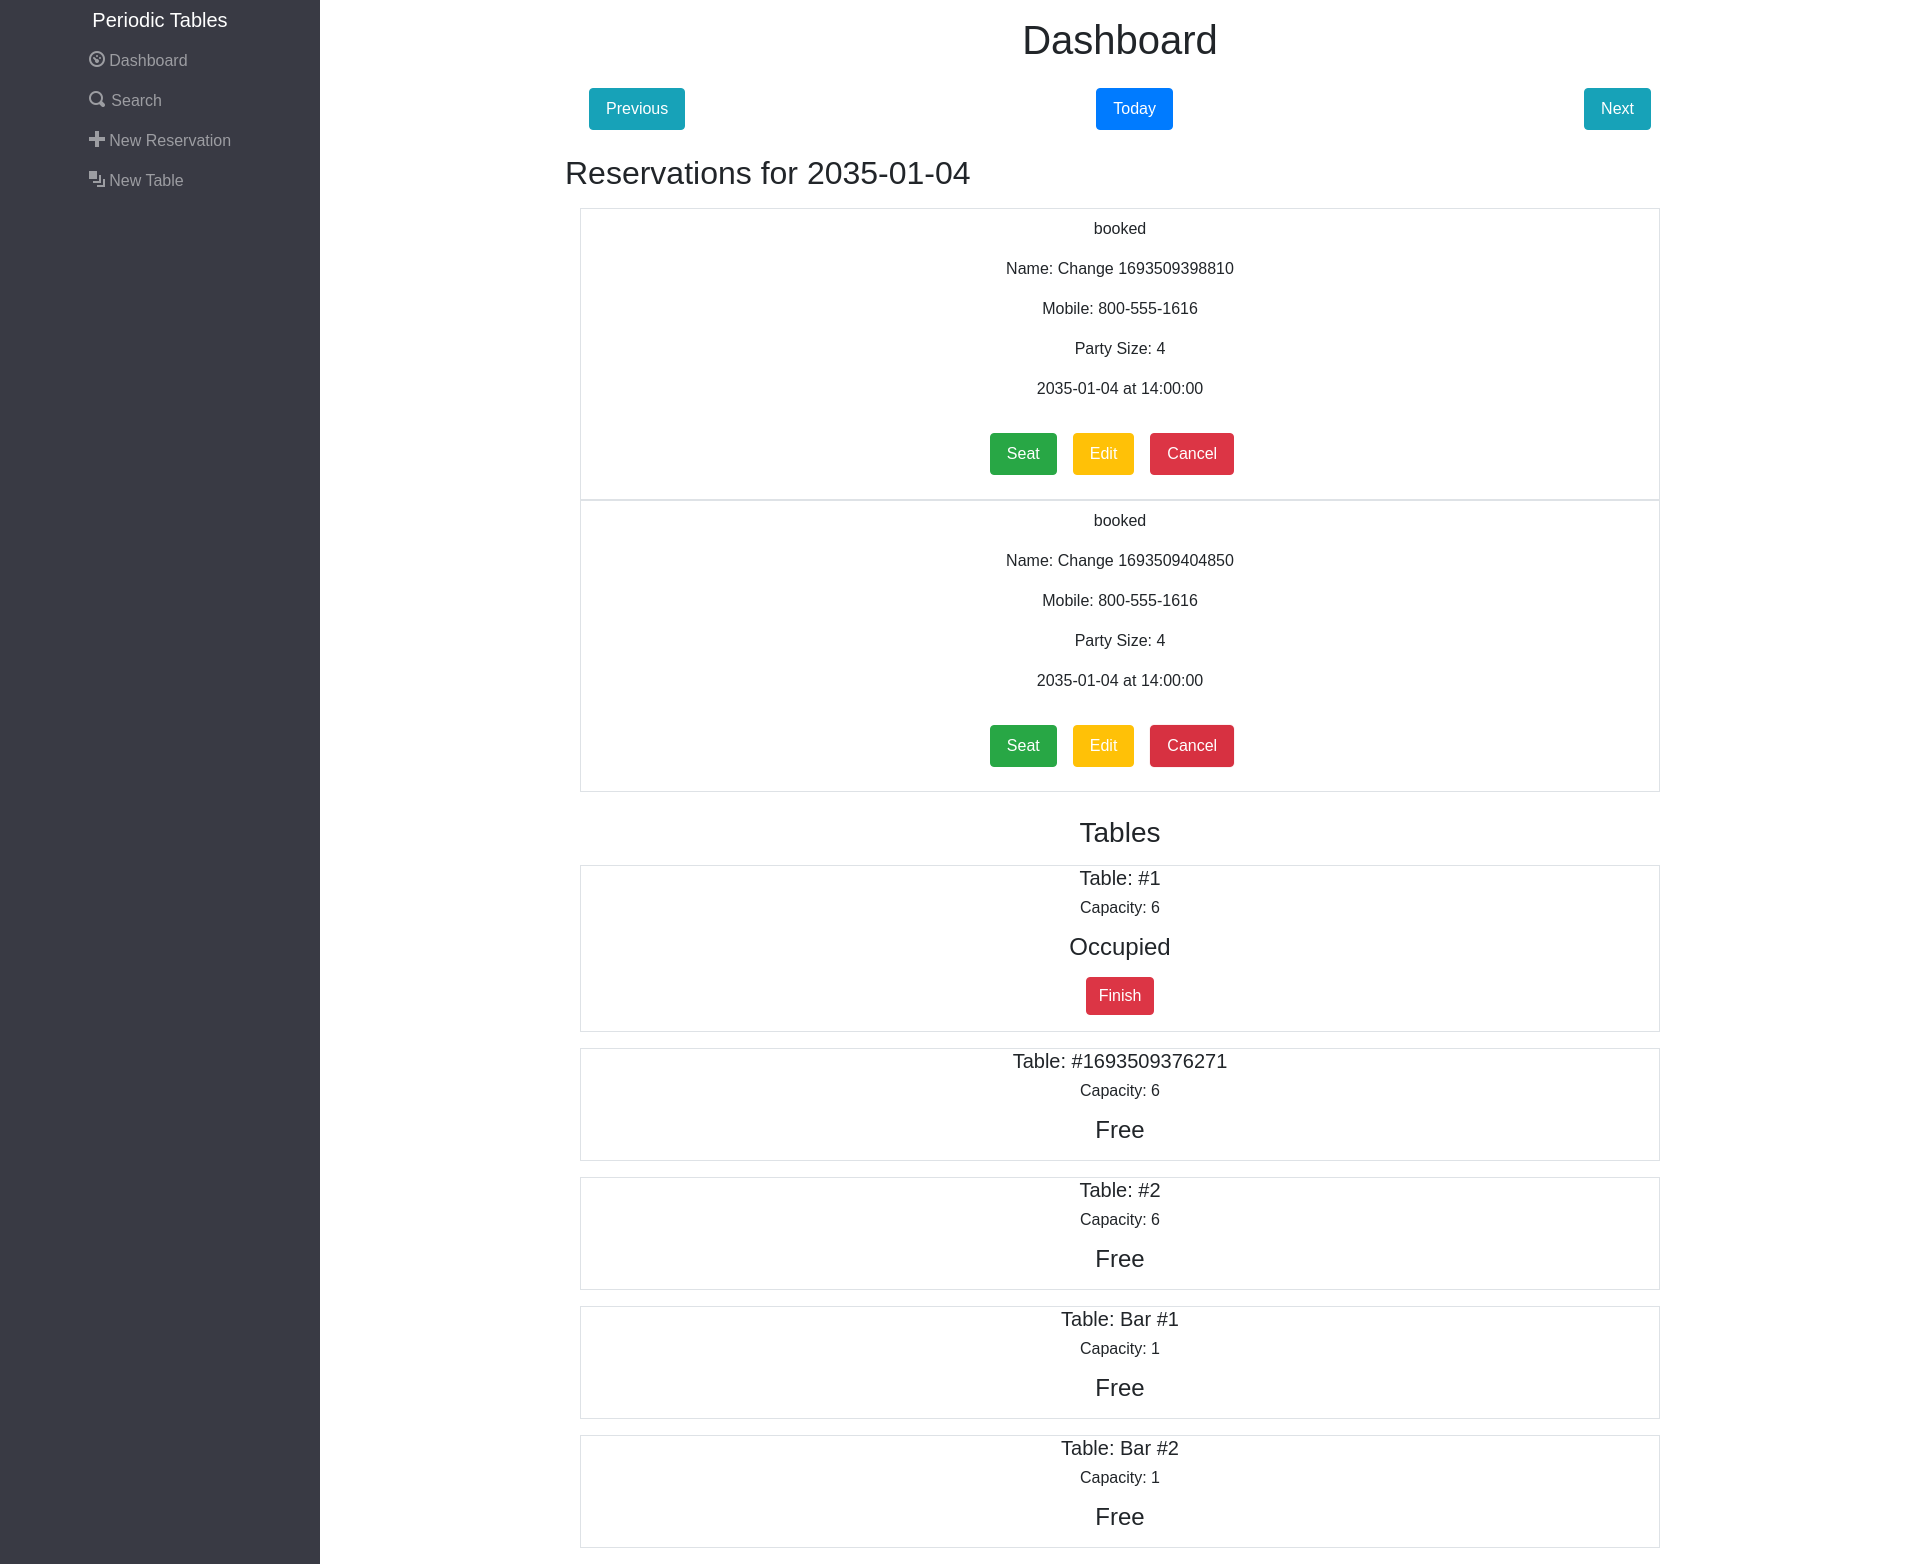 Periodic Tables
Dashboard
Search
New Reservation
New Table
Dashboard
Previous Today Next
Reservations for 2035-01-04
booked
Name: Change 1693509398810
Mobile: 800-555-1616
Party Size: 4
2035-01-04 at 14:00:00
Seat Edit Cancel
booked
Name: Change 1693509404850
Mobile: 800-555-1616
Party Size: 4
2035-01-04 at 14:00:00
Seat Edit Cancel
Tables
Table: #1
Capacity: 6
Occupied
Finish
Table: #1693509376271
Capacity: 6
Free
Table: #2
Capacity: 6
Free
Table: Bar #1
Capacity: 1
Free
Table: Bar #2
Capacity: 1
Free